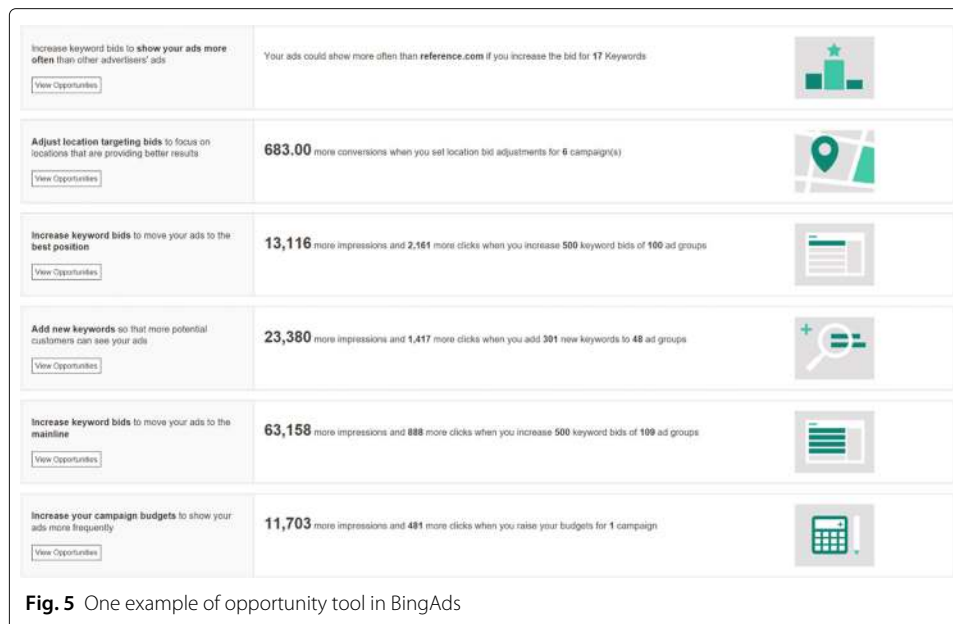 Increase keyword bids to show your ads more
often than other advertisers' ads
View Opportunities
Your ads could show more often than reference.com if you increase the bid for 17 Keywords
Adjust location targeting bids to focus on
locations that are providing better results
View Opportunities
683.00 more conversions when you set location bid adjustments for 6 campaign(s)
Increase keyword bids to move your ads to the
best position
View Opportunities
13,116 more impressions and 2,161 more clicks when you increase 500 keyword bids of 100 ad groups
Add new keywords so that more potential
customers can see your ads
View Opportunities
23,380 more impressions and 1,417 more clicks when you add 301 new keywords to 48 ad groups
Increase keyword bids to move your ads to the
mainline
View Opportunities
63,158 more impressions and 888 more clicks when you increase 500 keyword bids of 109 ad groups
Increase your campaign budgets to show your
ads more frequently
View Opportunities
11,703 more impressions and 481 more clicks when you raise your budgets for 1 campaign
Fig. 5 One example of opportunity tool in BingAds